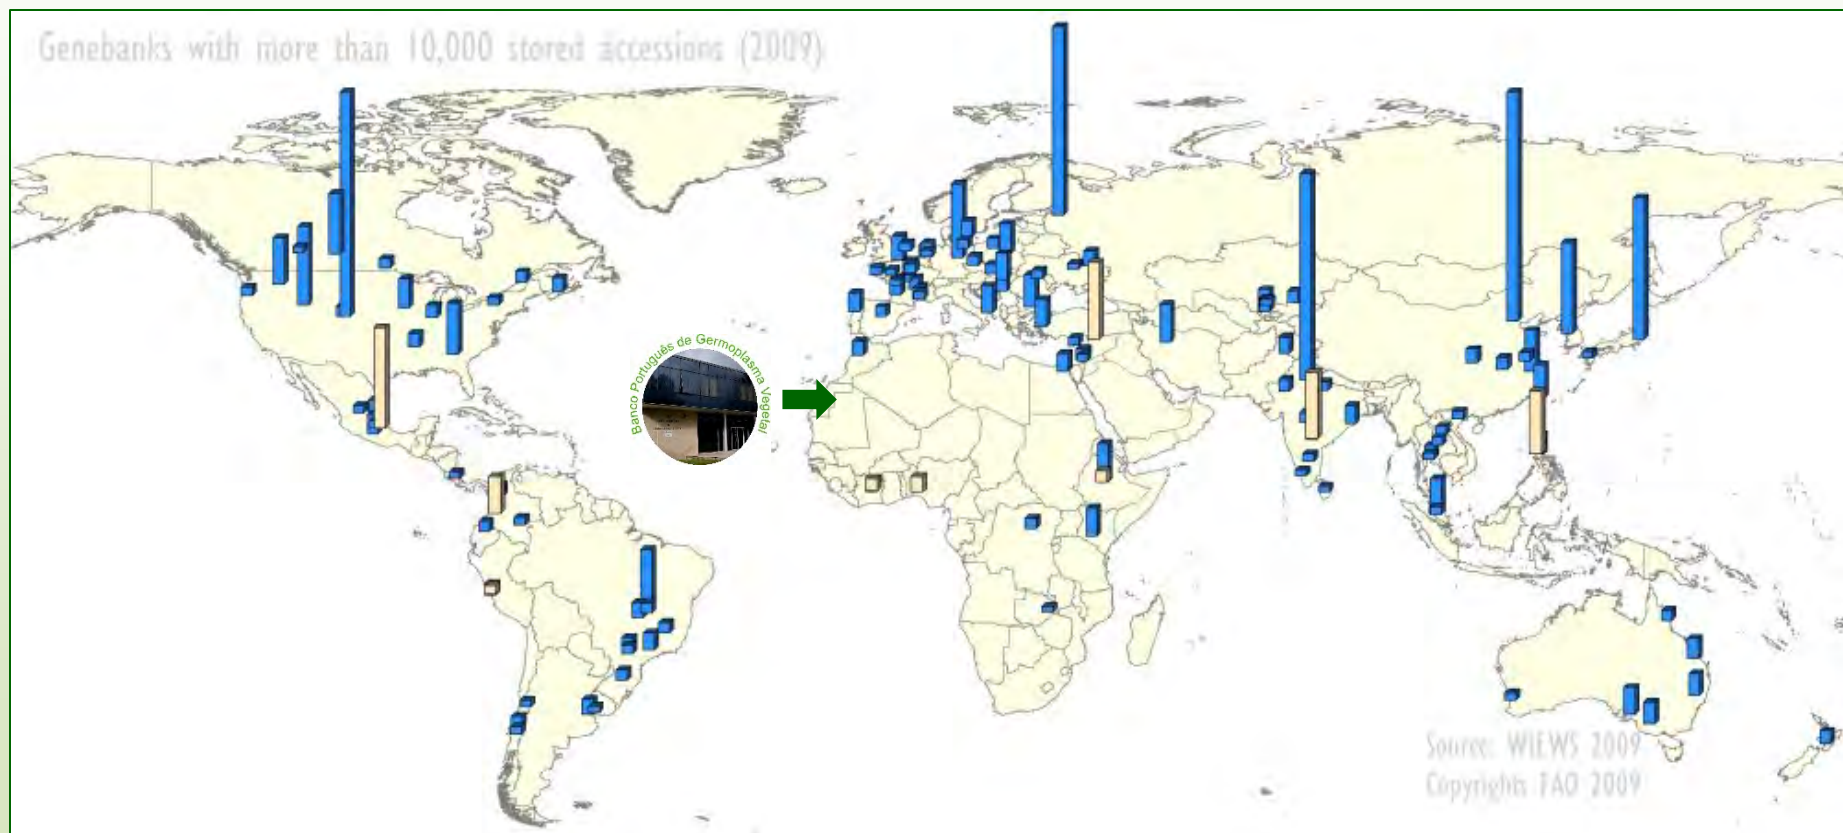 Genebanks with more than 10,000 stored accessions (2009)
Banco Português de Germoplasma Vegetal
Source: WIEWS 2009
Copyrights FAO 2009